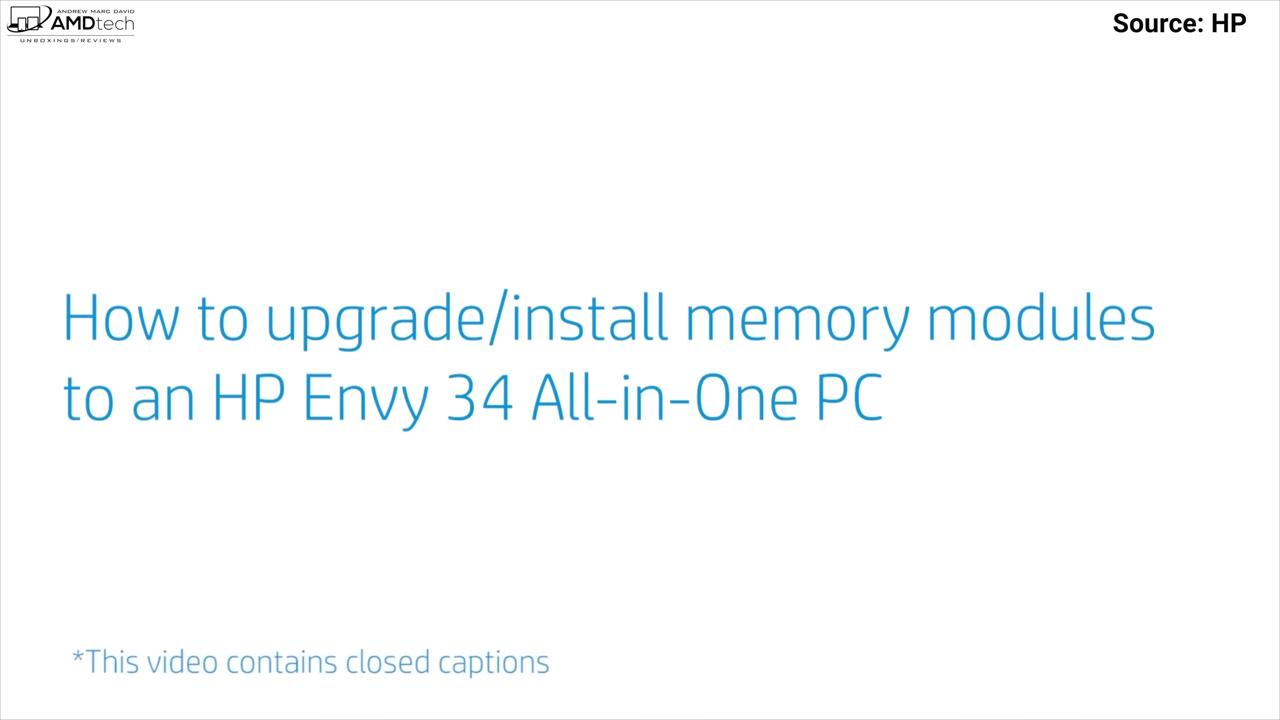 ANDREW MARC DAVID
AMDtech
UNBOXINGS/REVIEWS
Source: HP
How to upgrade/install memory modules
to an HP Envy 34 All-in-One PC
*This video contains closed captions